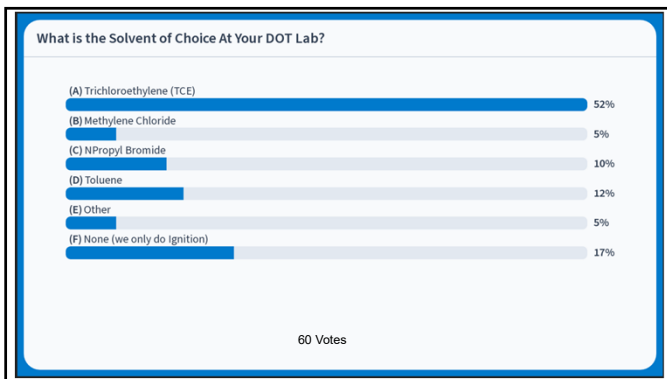 What is the Solvent of Choice At Your DOT Lab?
(A) Trichloroethylene (TCE)
52%
(B) Methylene Chloride
5%
(C) NPropyl Bromide
10%
(D) Toluene
12%
(E) Other
5%
(F) None (we only do Ignition)
17%
60 Votes